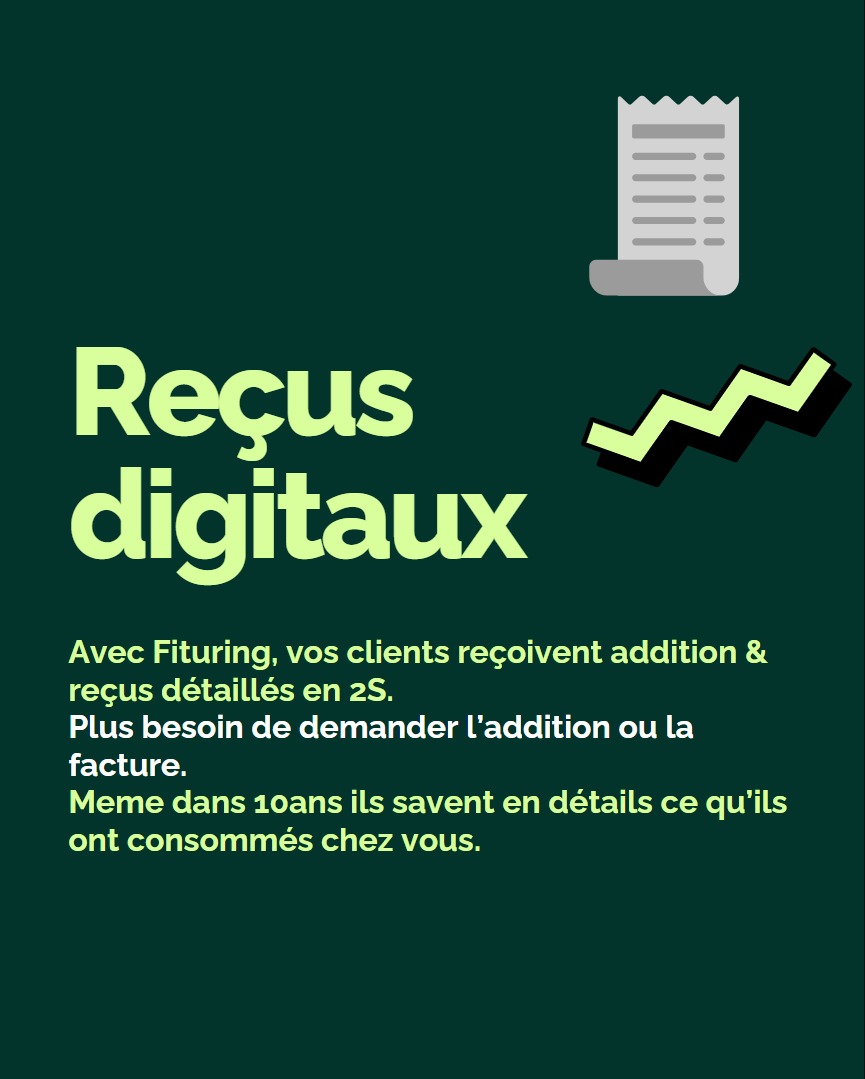 Reçus
digitaux
Avec Fituring, vos clients reçoivent addition &
reçus détaillés en 2S.
Plus besoin de demander l’addition ou la
facture.
Meme dans 10ans ils savent en détails ce qu’ils
ont consommés chez vous.